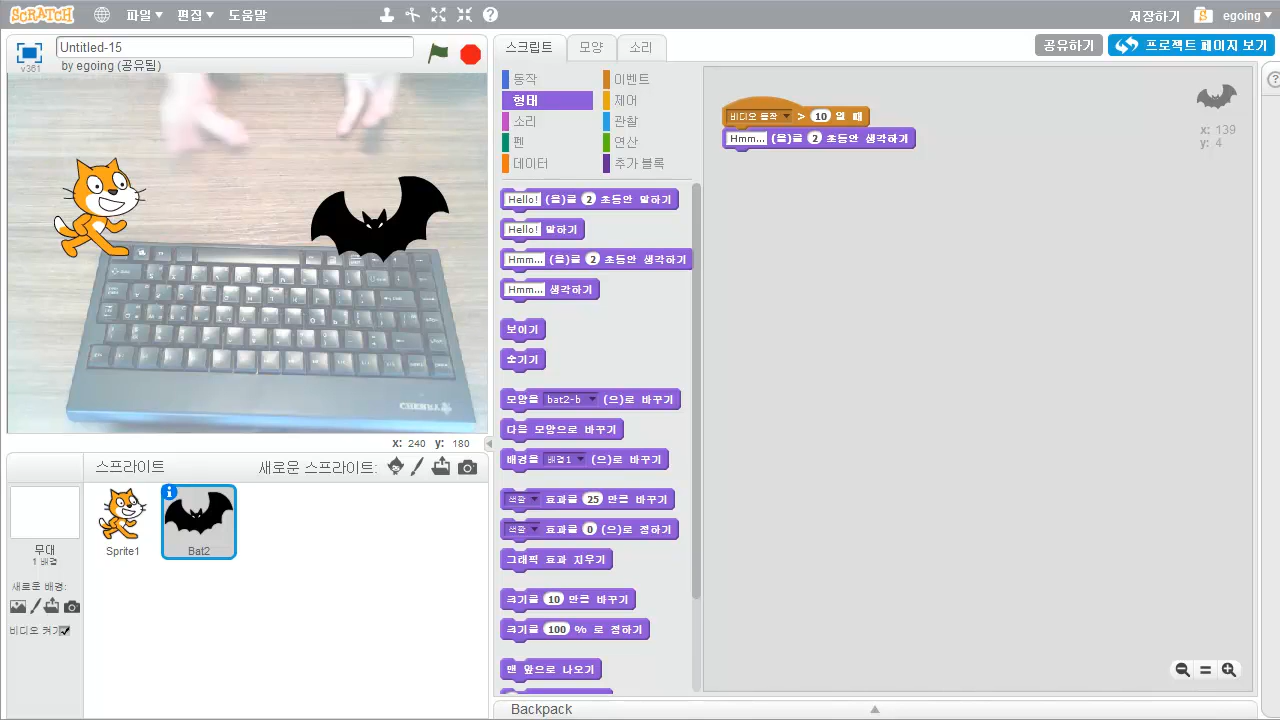 SCRATCH 파일▼ 편집▼ 도움말 저장하기 S egoing▼
v361
Untitled-15
by egoing (공유됨)
스크립트 모양 소리 공유하기 프로젝트 페이지 보기
동작 이벤트
형태 제어
소리 관찰
펜 연산
데이터 추가 블록
Hello! (을)를 2 초동안 말하기
Hello! 말하기
Hmm... (을)를 2 초동안 생각하기
Hmm... 생각하기
보이기
숨기기
모양을 bat2-b (으)로 바꾸기
다음 모양으로 바꾸기
배경을 배경1 (으)로 바꾸기
색깔 효과를 25 만큼 바꾸기
색깔 효과를 0 (으)로 정하기
그래픽 효과 지우기
크기를 10 만큼 바꾸기
크기를 100 % 로 정하기
맨 앞으로 나오기
비디오 동작 > 10 일 때
Hmm... (을)를 2 초동안 생각하기
x: 139
y: 4
x: 240 y: 180
스프라이트 새로운 스프라이트:
무대
1 배경
새로운 배경:
비디오 켜기
Sprite1
Bat2
Backpack